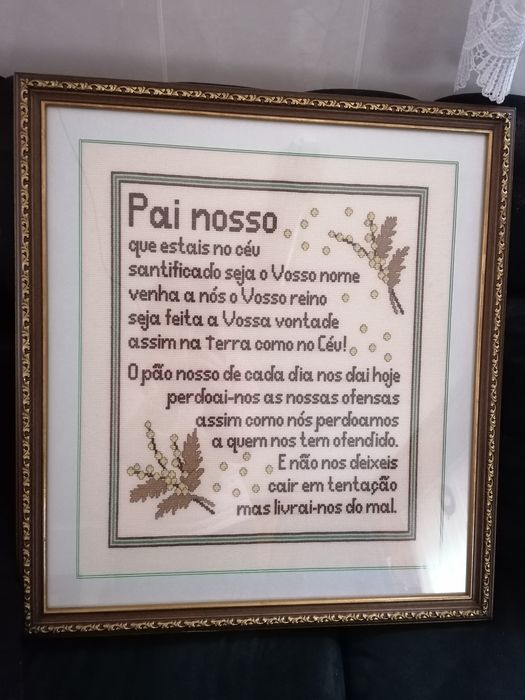 Pai nosso
que estais no céu
santificado seja o Vosso nome
venha a nós o Vosso reino
seja feita a Vossa vontade
assim na Terra como no Céu!
O pão nosso de cada dia nos dai hoje
perdoai-nos as nossas ofensas
assim como nós perdoamos
a quem nos tem ofendido.
E não nos deixeis
cair em tentação
mas livrai-nos do mal.